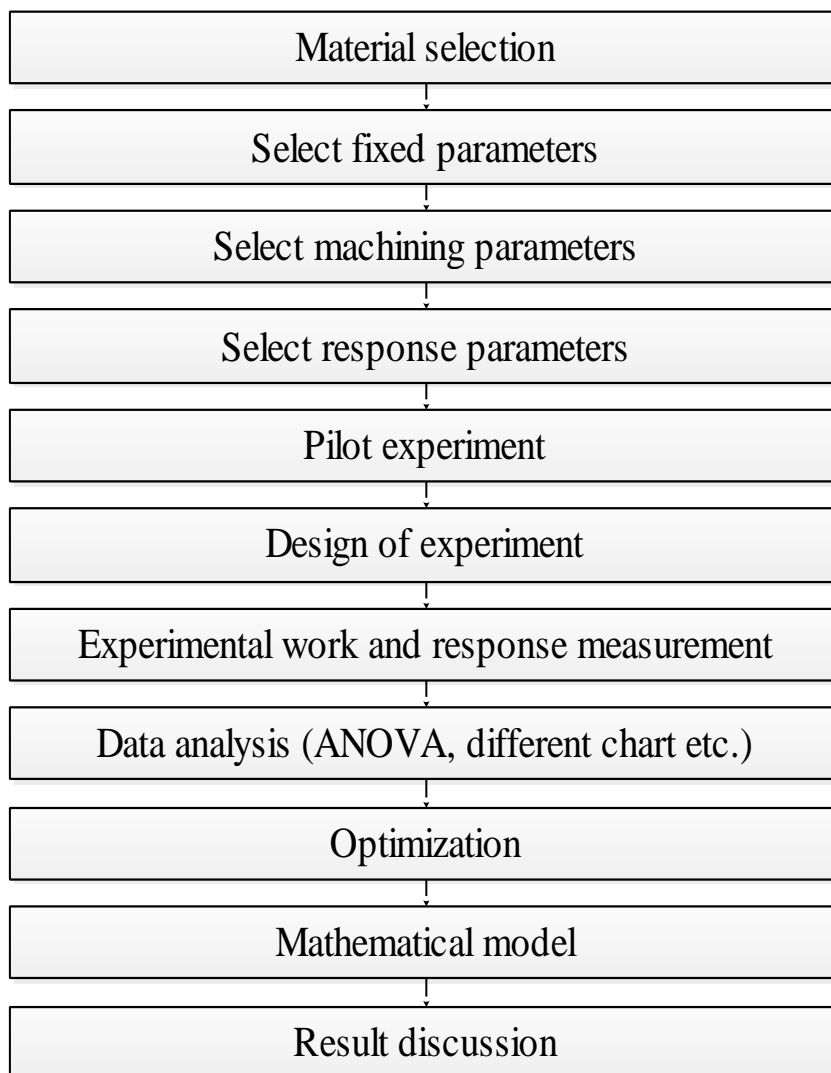 Material selection
Select fixed parameters
Select machining parameters
Select response parameters
Pilot experiment
Design of experiment
Experimental work and response measurement
Data analysis (ANOVA, different chart etc.)
Optimization
Mathematical model
Result discussion